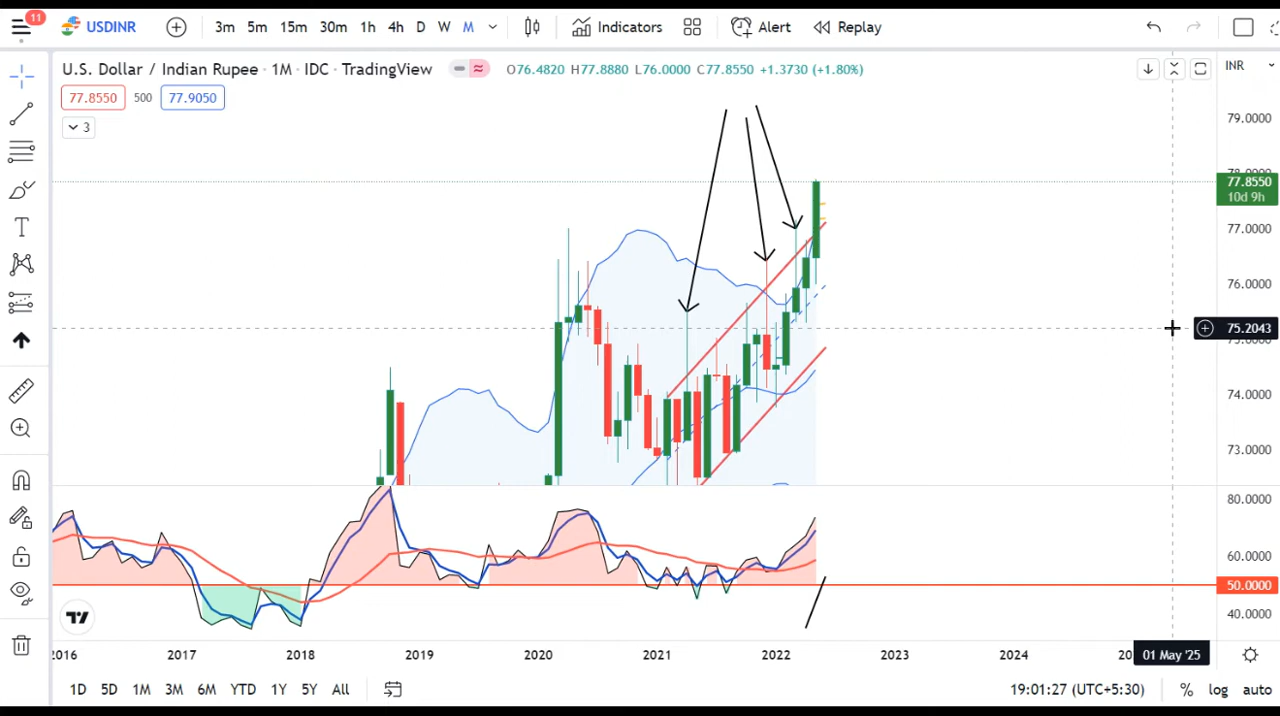 11
USDINR
3m 5m 15m 30m 1h 4h D W M
Indicators
Alert
Replay
U.S. Dollar / Indian Rupee · 1M · IDC · TradingView
O76.4820 H77.8880 L76.0000 C77.8550 +1.3730 (+1.80%)
INR
77.8550 500 77.9050
3
79.0000
77.8550
10d 9h
77.0000
76.0000
75.2043
74.0000
73.0000
80.0000
60.0000
50.0000
40.0000
2016 2017 2018 2019 2020 2021 2022 2023 2024 01 May '25
1D 5D 1M 3M 6M YTD 1Y 5Y All
19:01:27 (UTC+5:30) % log auto